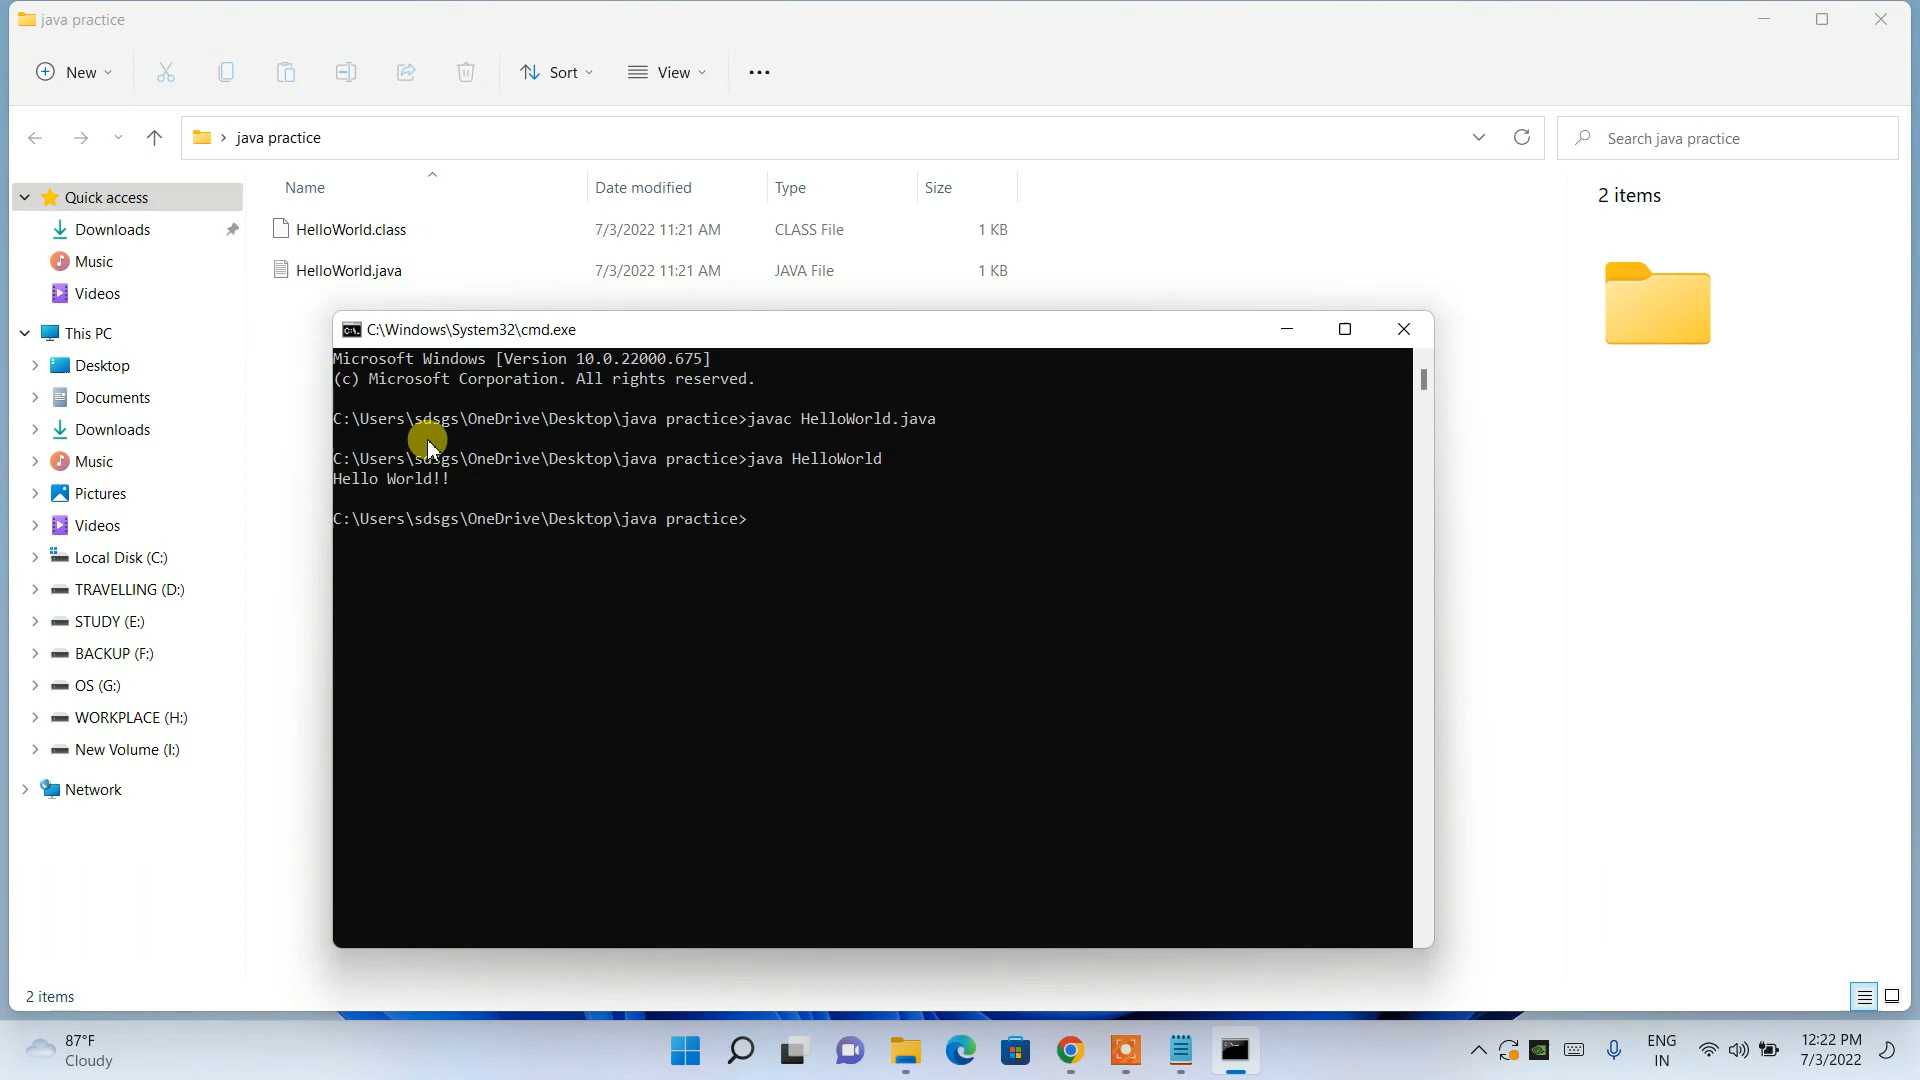 java practice
New
Sort
View
java practice
Search java practice
Name
Date modified
Type
Size
HelloWorld.class
7/3/2022 11:21 AM
CLASS File
1 KB
HelloWorld.java
7/3/2022 11:21 AM
JAVA File
1 KB
2 items
Quick access
Downloads
Music
Videos
This PC
Desktop
Documents
Downloads
Music
Pictures
Videos
Local Disk (C:)
TRAVELLING (D:)
STUDY (E:)
BACKUP (F:)
OS (G:)
WORKPLACE (H:)
New Volume (I:)
Network
C:\Windows\System32\cmd.exe
Microsoft Windows [Version 10.0.22000.675]
(c) Microsoft Corporation. All rights reserved.
C:\Users\sdsgs\OneDrive\Desktop\java practice>javac HelloWorld.java
C:\Users\sdsgs\OneDrive\Desktop\java practice>java HelloWorld
Hello World!!
C:\Users\sdsgs\OneDrive\Desktop\java practice>
2 items
87°F
Cloudy
ENG
IN
12:22 PM
7/3/2022